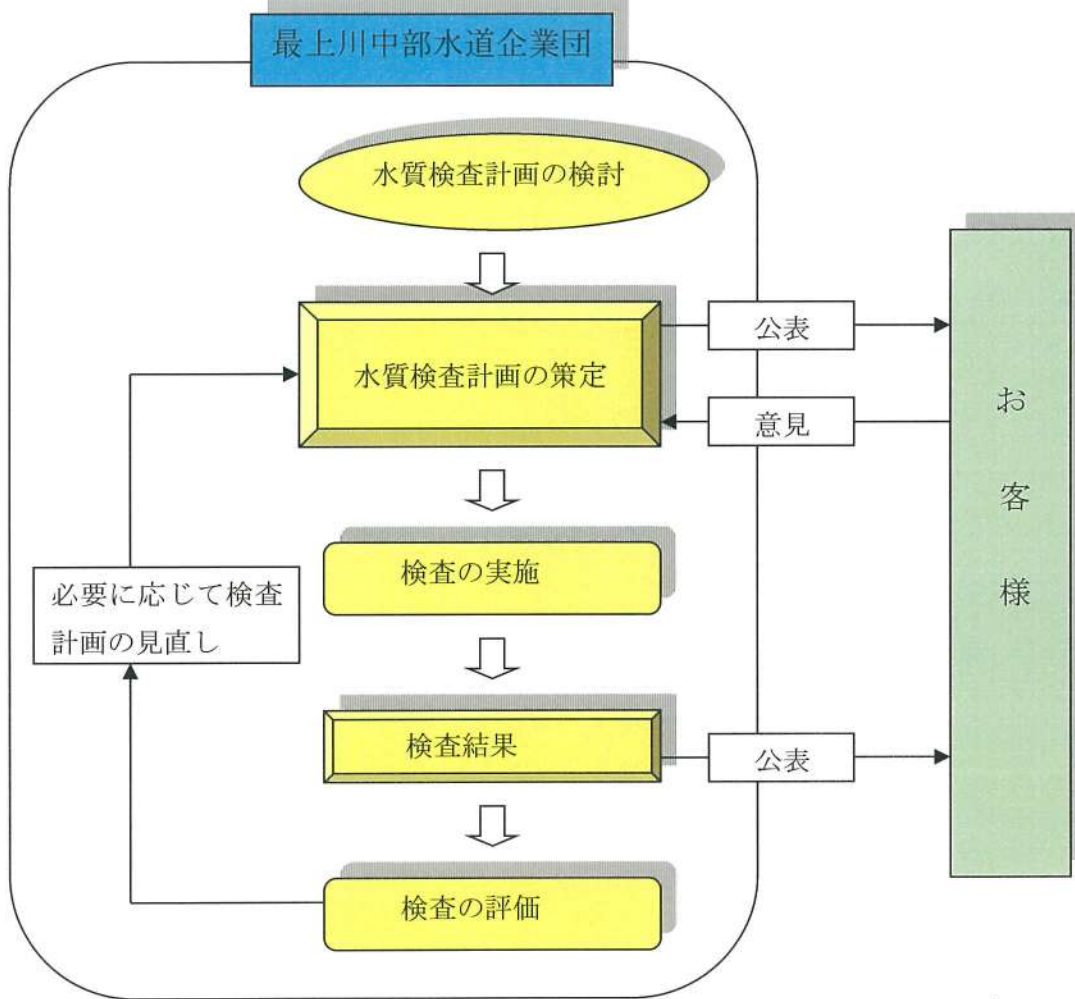 最上川中部水道企業団
水質検査計画の検討
水質検査計画の策定
公表
意見
お客様
検査の実施
必要に応じて検査
計画の見直し
検査結果
公表
検査の評価